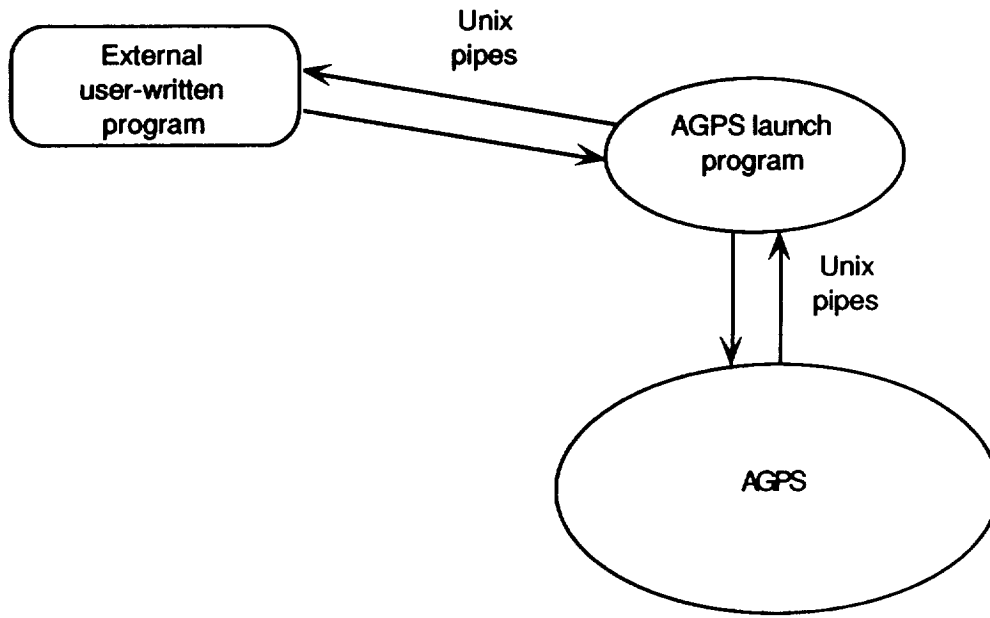 Unix
pipes
External
user-written
program
AGPS launch
program
Unix
pipes
AGPS